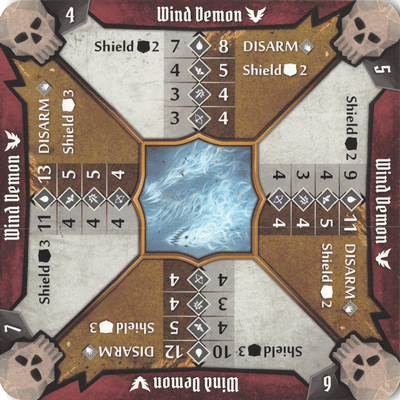 4 Wind Demon
Shield 2 7 8 DISARM
4 5 Shield 2
3 4
3 4
5 Wind Demon
Shield 2 9 11 DISARM
4 5 Shield 2
4 4
3 4
6 Wind Demon
Shield 3 10 12 DISARM
4 5 Shield 3
3 4
4 4
7 Wind Demon
Shield 3 11 13 DISARM
4 5 Shield 3
4 5
4 4